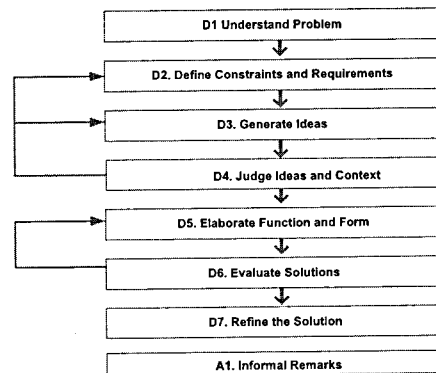 D1 Understand Problem
D2. Define Constraints and Requirements
D3. Generate Ideas
D4. Judge Ideas and Context
D5. Elaborate Function and Form
D6. Evaluate Solutions
D7. Refine the Solution
A1. Informal Remarks